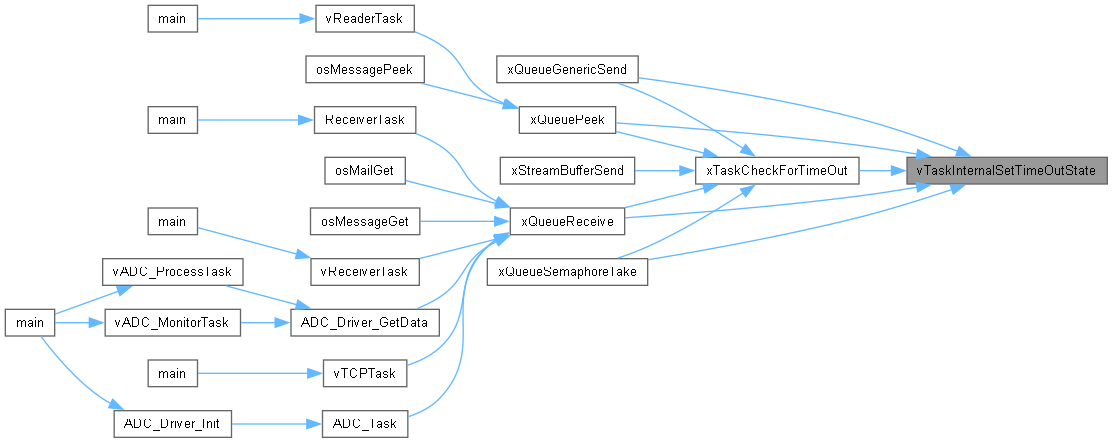 main
vReaderTask
osMessagePeek
xQueueGenericSend
main
ReceiverTask
xQueuePeek
osMailGet
xStreamBufferSend
xTaskCheckForTimeOut
vTaskInternalSetTimeOutState
main
osMessageGet
xQueueReceive
vReceiverTask
xQueueSemaphoreTake
vADC_ProcessTask
main
vADC_MonitorTask
ADC_Driver_GetData
main
vTCPTask
ADC_Driver_Init
ADC_Task